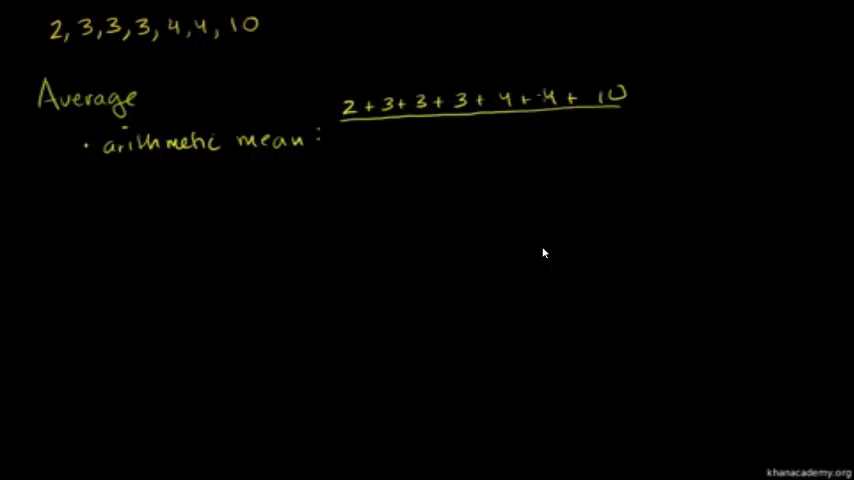 2, 3, 3, 3, 4, 4, 10
Average
2 + 3 + 3 + 3 + 4 + 4 + 10
• arithmetic mean :
khanacademy.org